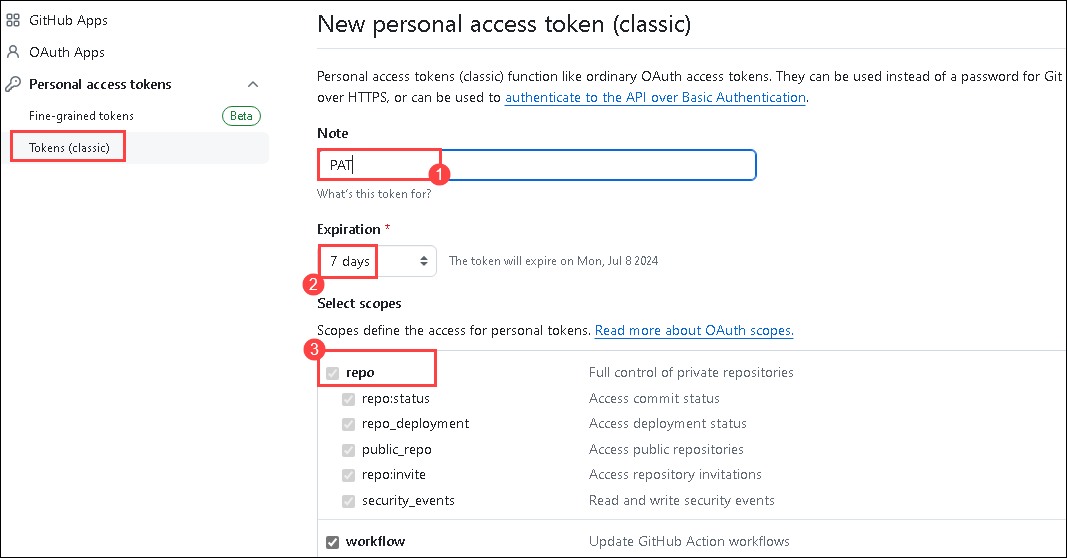 GitHub Apps
OAuth Apps
Personal access tokens
Fine-grained tokens
Beta
Tokens (classic)
New personal access token (classic)
Personal access tokens (classic) function like ordinary OAuth access tokens. They can be used instead of a password for Git
over HTTPS, or can be used to authenticate to the API over Basic Authentication.
Note
PAT
1
What's this token for?
Expiration *
7 days
The token will expire on Mon, Jul 8 2024
2
Select scopes
Scopes define the access for personal tokens. Read more about OAuth scopes.
3
repo Full control of private repositories
repo:status Access commit status
repo_deployment Access deployment status
public_repo Access public repositories
repo:invite Access repository invitations
security_events Read and write security events
workflow Update GitHub Action workflows